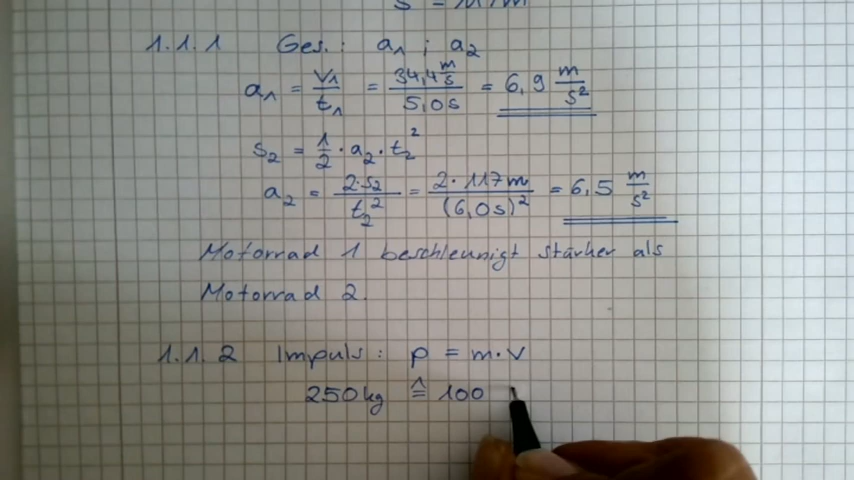 1.1.1 Ges.: a₁ ; a₂
a₁ = v₁/t₁ = 34,4 m/s / 5,0s = 6,9 m/s²
s₂ = 1/2 · a₂ · t₂²
a₂ = 2·s₂/t₂² = 2 · 117m/(6,0s)² = 6,5 m/s²
Motorrad 1 beschleunigt stärker als
Motorrad 2.
1.1.2 Impuls: p = m·v
250kg ≙ 100